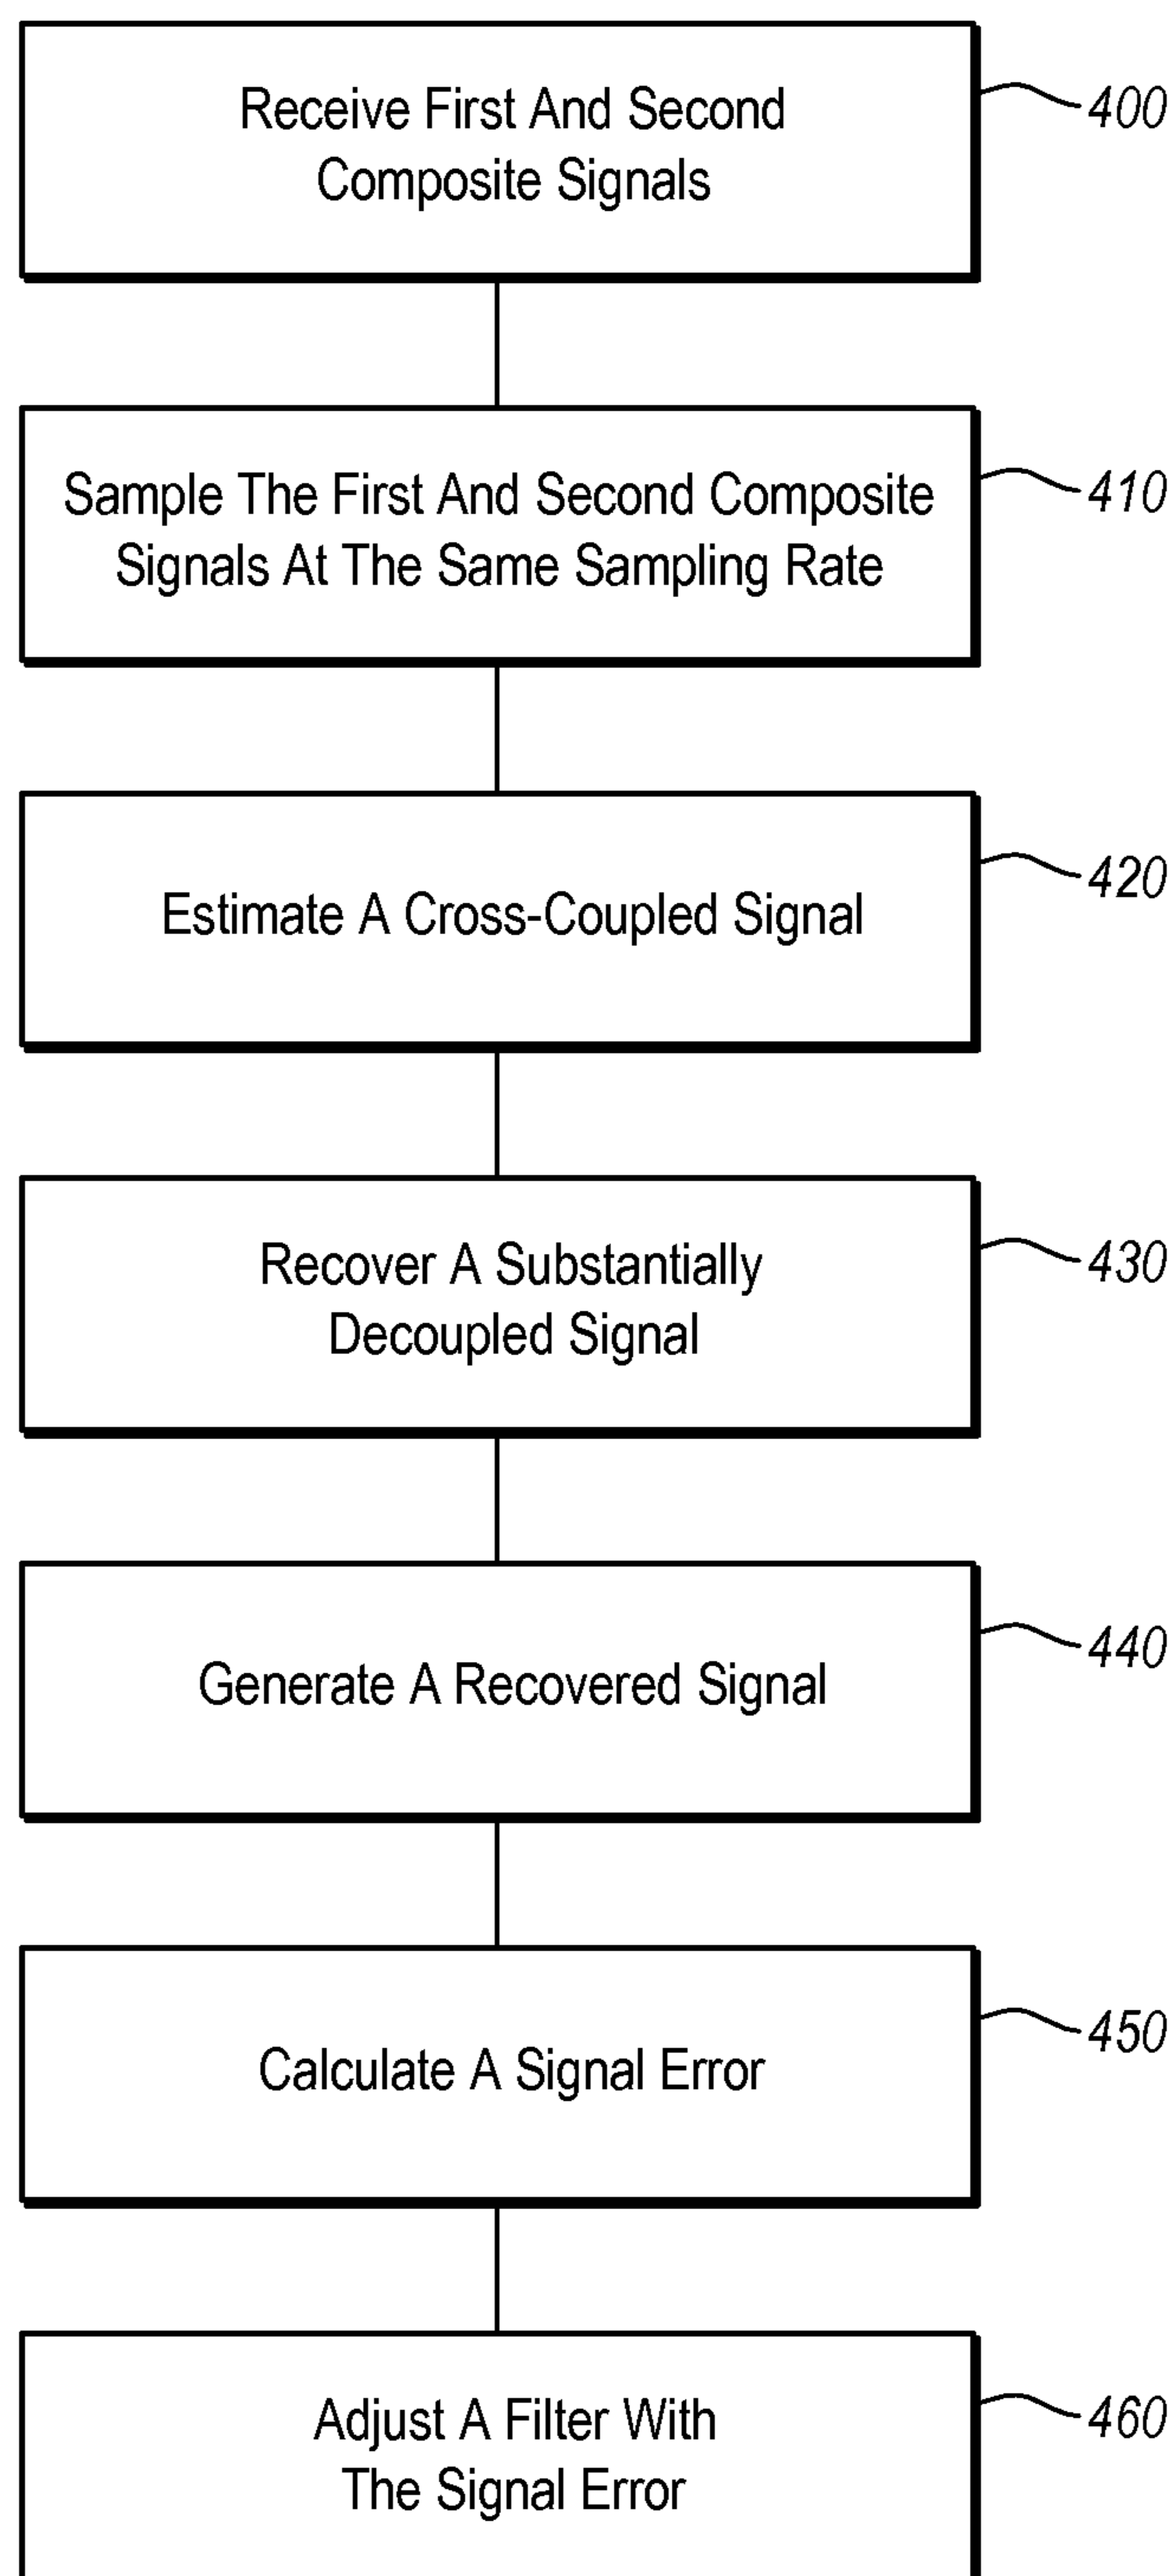 Receive First And Second
Composite Signals
400
Sample The First And Second Composite
Signals At The Same Sampling Rate
410
Estimate A Cross-Coupled Signal
420
Recover A Substantially
Decoupled Signal
430
Generate A Recovered Signal
440
Calculate A Signal Error
450
Adjust A Filter With
The Signal Error
460